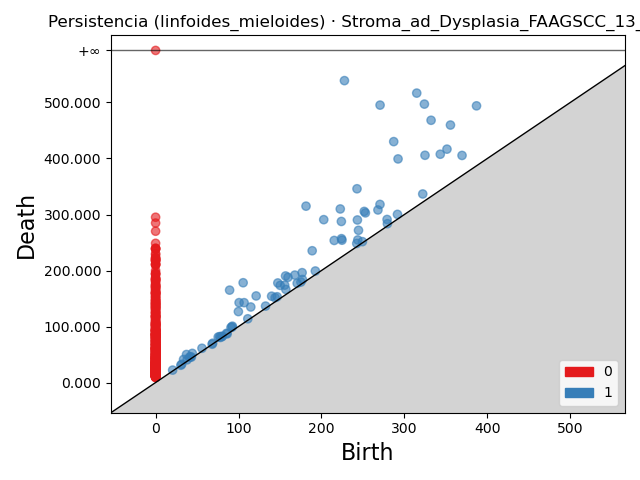 Persistencia (linfoides_mieloides) · Stroma_ad_Dysplasia_FAAGSCC_13_
+∞
500.000
400.000
300.000
200.000
100.000
0.000
Death
0
1
0 100 200 300 400 500
Birth